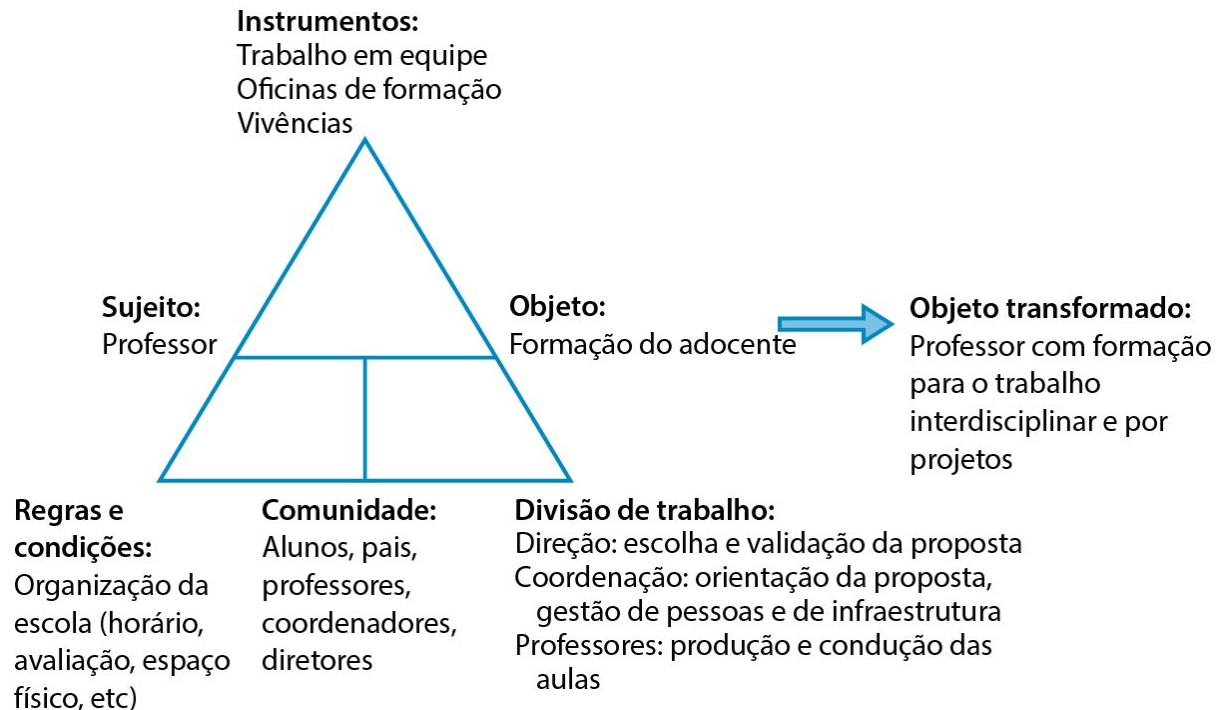 Instrumentos:
Trabalho em equipe
Oficinas de formação
Vivências
Sujeito:
Professor
Objeto:
Formação do adocente
Objeto transformado:
Professor com formação
para o trabalho
interdisciplinar e por
projetos
Regras e
condições:
Organização da
escola (horário,
avaliação, espaço
físico, etc)
Comunidade:
Alunos, pais,
professores,
coordenadores,
diretores
Divisão de trabalho:
Direção: escolha e validação da proposta
Coordenação: orientação da proposta,
gestão de pessoas e de infraestrutura
Professores: produção e condução das
aulas